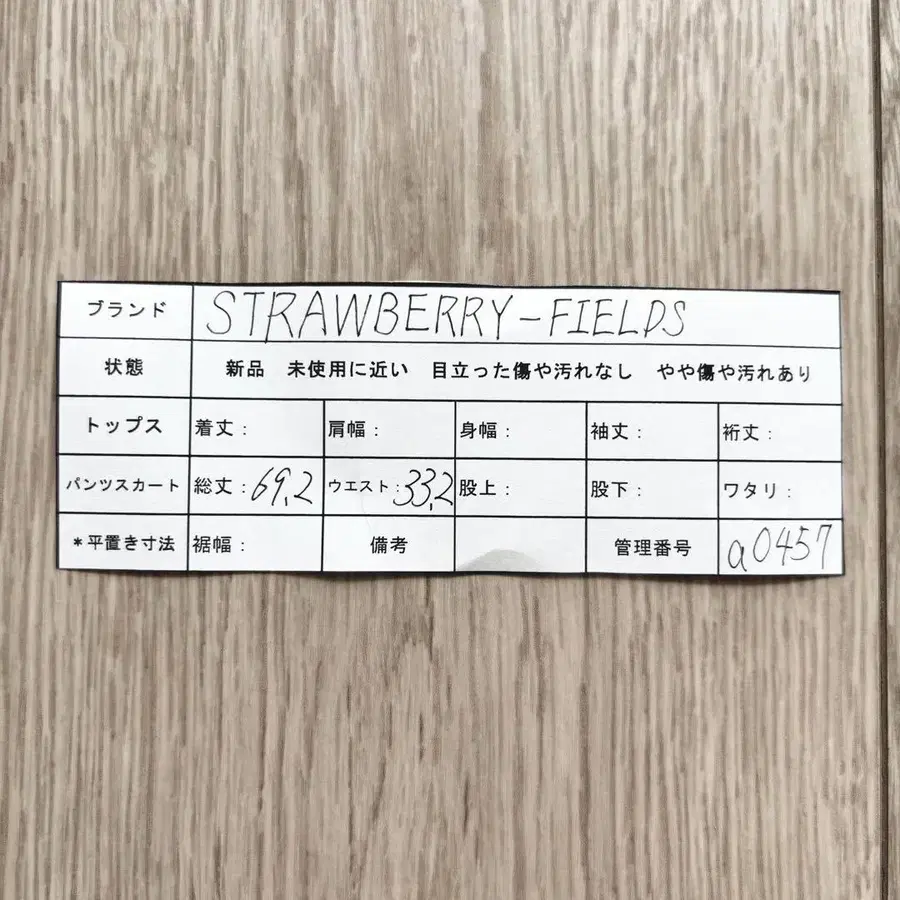 ブランド STRAWBERRY-FIELDS
状態 新品 未使用に近い 目立った傷や汚れなし やや傷や汚れあり
トップス 着丈: 肩幅: 身幅: 袖丈: 裄丈:
パンツスカート 総丈:69.2 ウエスト:33.2 股上: 股下: ワタリ:
*平置き寸法 裾幅: 備考 管理番号 a0457